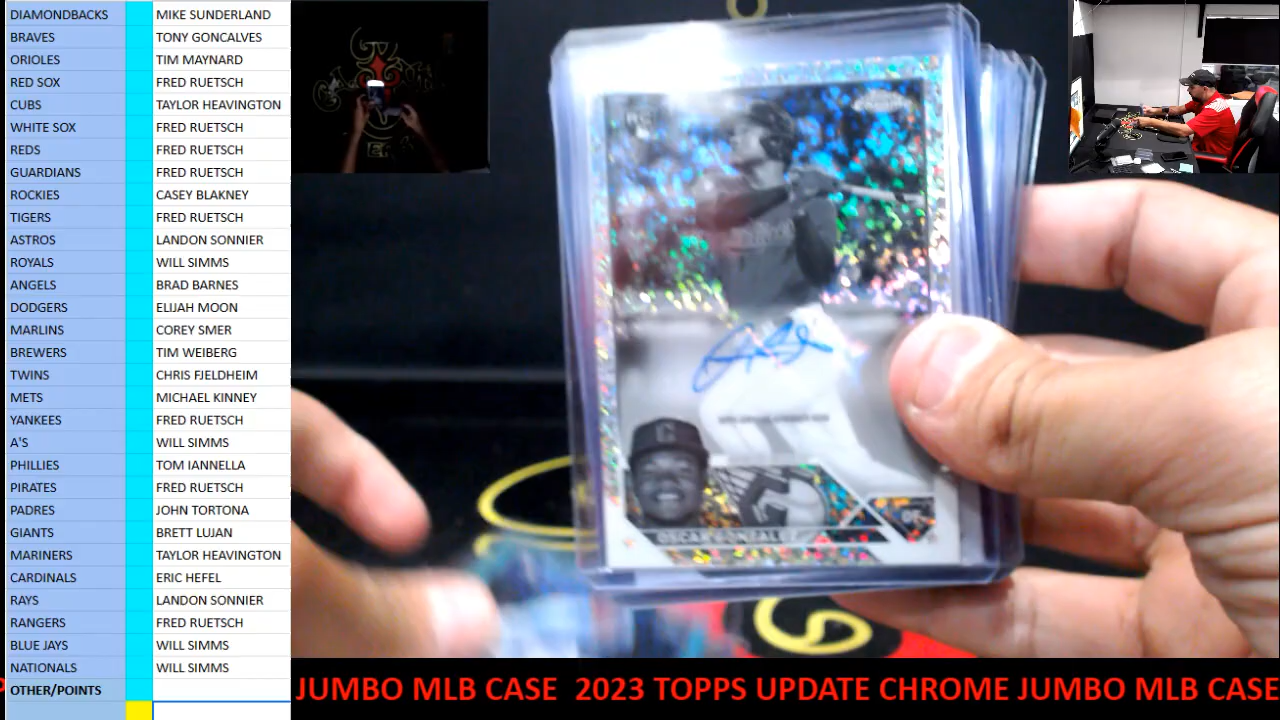 DIAMONDBACKS MIKE SUNDERLAND
BRAVES TONY GONCALVES
ORIOLES TIM MAYNARD
RED SOX FRED RUETSCH
CUBS TAYLOR HEAVINGTON
WHITE SOX FRED RUETSCH
REDS FRED RUETSCH
GUARDIANS FRED RUETSCH
ROCKIES CASEY BLAKNEY
TIGERS FRED RUETSCH
ASTROS LANDON SONNIER
ROYALS WILL SIMMS
ANGELS BRAD BARNES
DODGERS ELIJAH MOON
MARLINS COREY SMER
BREWERS TIM WEIBERG
TWINS CHRIS FJELDHEIM
METS MICHAEL KINNEY
YANKEES FRED RUETSCH
A'S WILL SIMMS
PHILLIES TOM IANNELLA
PIRATES FRED RUETSCH
PADRES JOHN TORTONA
GIANTS BRETT LUJAN
MARINERS TAYLOR HEAVINGTON
CARDINALS ERIC HEFEL
RAYS LANDON SONNIER
RANGERS FRED RUETSCH
BLUE JAYS WILL SIMMS
NATIONALS WILL SIMMS
OTHER/POINTS
RC
Chrome
OSCAR GONZALEZ
OF
JUMBO MLB CASE 2023 TOPPS UPDATE CHROME JUMBO MLB CASE